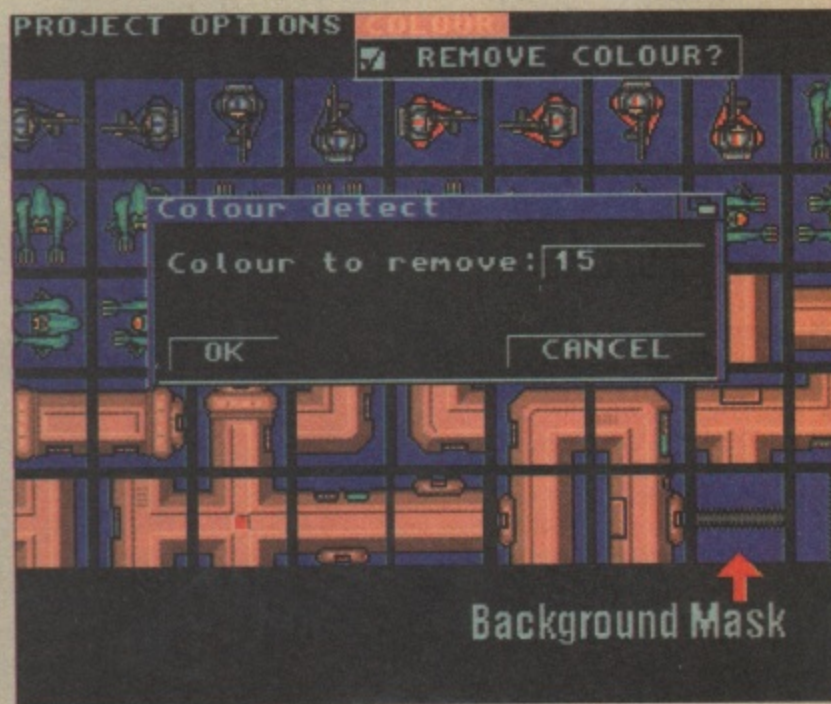 PROJECT OPTIONS COLOUR
REMOVE COLOUR?
Colour detect
Colour to remove: 15
OK CANCEL
Background Mask